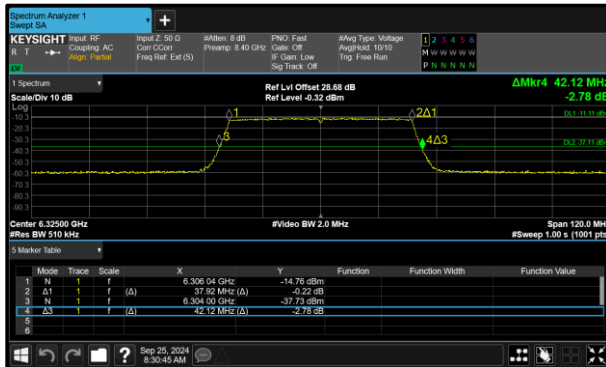 Spectrum Analyzer 1
Swept SA
+
KEYSIGHT Input: RF Input Z: 50 Ω #Atten: 8 dB PNO: Fast #Avg Type: Voltage 1 2 3 4 5 6
R T Coupling: AC Corr CCorr Preamp: 8.40 GHz Gate: Off Avg|Hold: 10/10 M W W W W W
Align: Partial Freq Ref: Ext (S) IF Gain: Low Trig: Free Run P N N N N N
LW Sig Track: Off
1 Spectrum Ref Lvl Offset 28.68 dB ΔMkr4 42.12 MHz
Scale/Div 10 dB Ref Level -0.32 dBm -2.78 dB
Log
-10.3 1 2Δ1 DL1 -11.11 dB
-20.3
-30.3 3 4Δ3 DL2 -37.11 dB
-40.3
-50.3
-60.3
-70.3
-80.3
-90.3
Center 6.32500 GHz #Video BW 2.0 MHz Span 120.0 MH
#Res BW 510 kHz #Sweep 1.00 s (1001 pts
5 Marker Table
Mode Trace Scale X Y Function Function Width Function Value
1 N 1 f 6.306 04 GHz -14.76 dBm
2 Δ1 1 f (Δ) 37.92 MHz (Δ) -0.22 dB
3 N 1 f 6.304 00 GHz -37.73 dBm
4 Δ3 1 f (Δ) 42.12 MHz (Δ) -2.78 dB
5
6
? Sep 25, 2024
8:30:45 AM